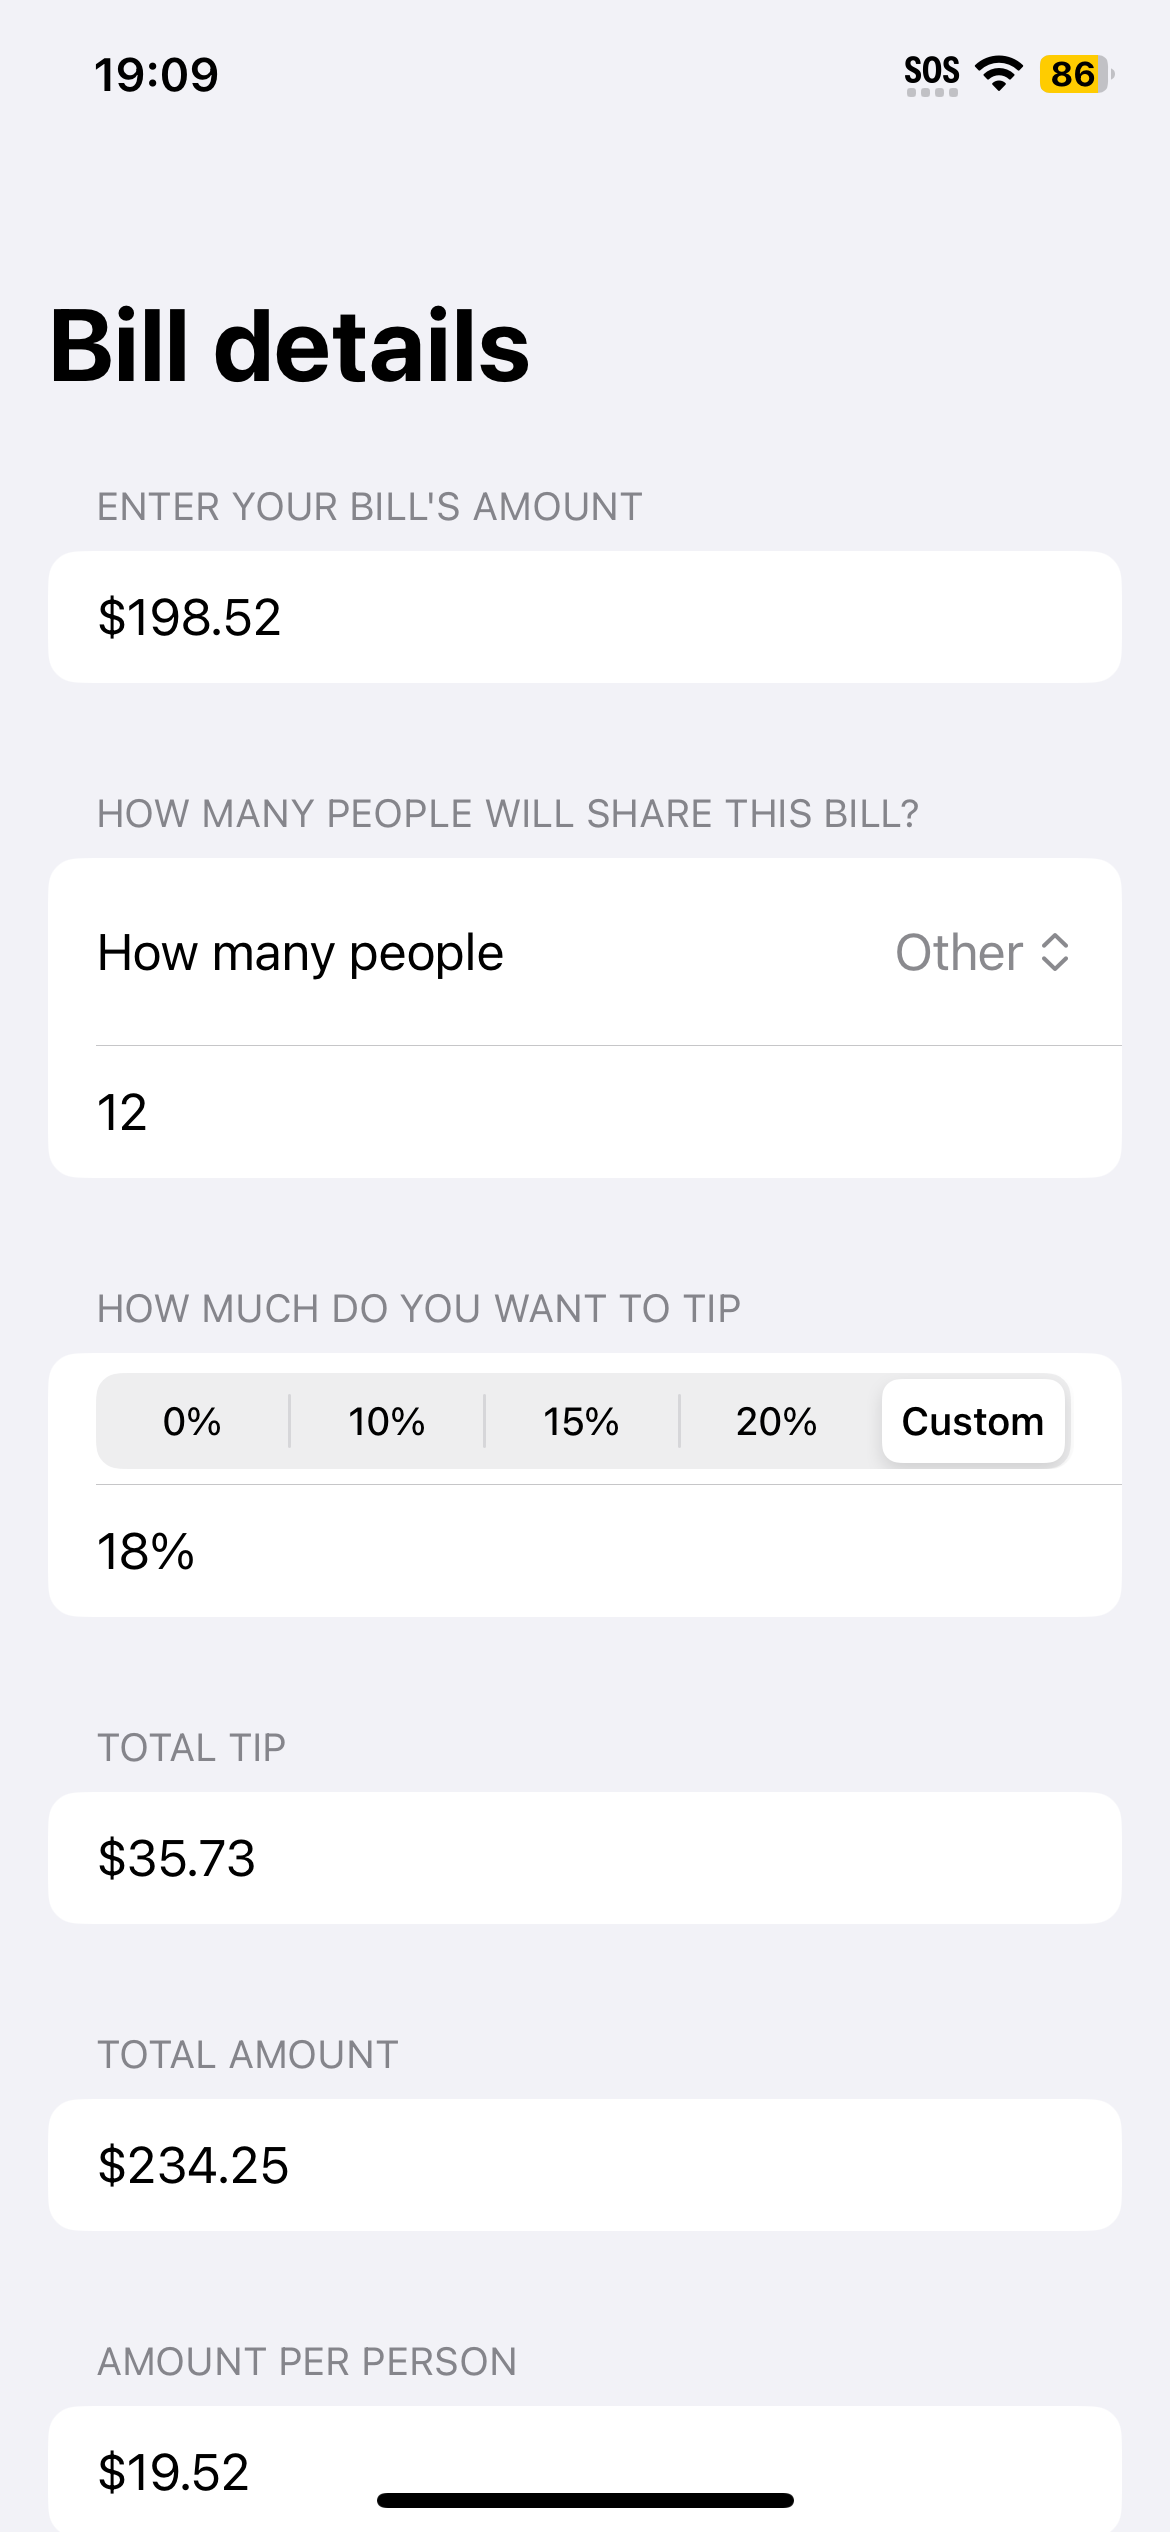 19:09 SOS 86
Bill details
ENTER YOUR BILL'S AMOUNT
$198.52
HOW MANY PEOPLE WILL SHARE THIS BILL?
How many people Other
12
HOW MUCH DO YOU WANT TO TIP
0% 10% 15% 20% Custom
18%
TOTAL TIP
$35.73
TOTAL AMOUNT
$234.25
AMOUNT PER PERSON
$19.52